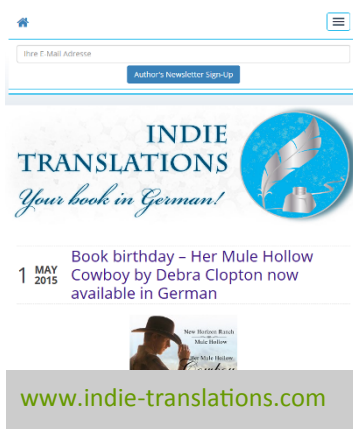 Ihre E-Mail Adresse
Author's Newsletter Sign-Up
INDIE
TRANSLATIONS
Your book in German!
1 MAY 2015
Book birthday – Her Mule Hollow
Cowboy by Debra Clopton now
available in German
New Horizon Ranch
Mule Hollow
Her Mule Hollow
Cowboy
www.indie-translations.com